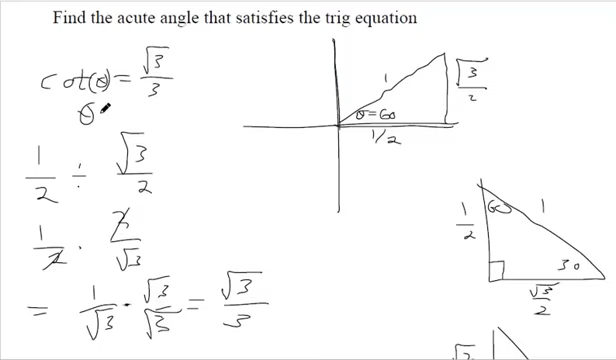 Find the acute angle that satisfies the trig equation
cot(θ) = √3/3
θ
1/2 ÷ √3/2
1/2 · 2/√3
= 1/√3 · √3/√3 = √3/3
1
√3/2
θ=60
1/2
1/2
60
1
30
√3/2